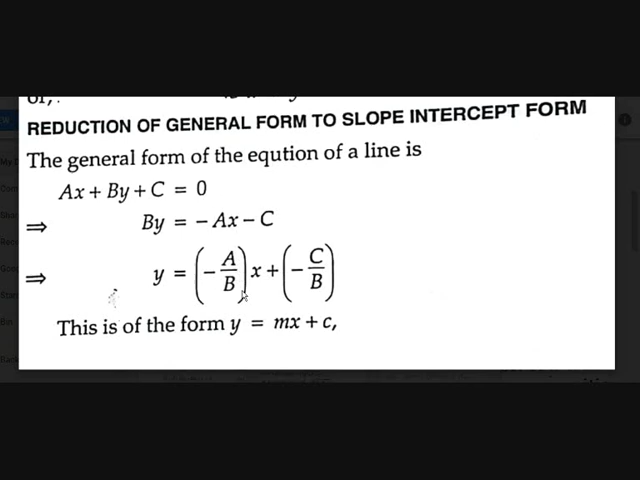 REDUCTION OF GENERAL FORM TO SLOPE INTERCEPT FORM
The general form of the eqution of a line is
Ax + By + C = 0
⇒ By = – Ax – C
⇒ y = (–A/B)x + (–C/B)
This is of the form y = mx + c,